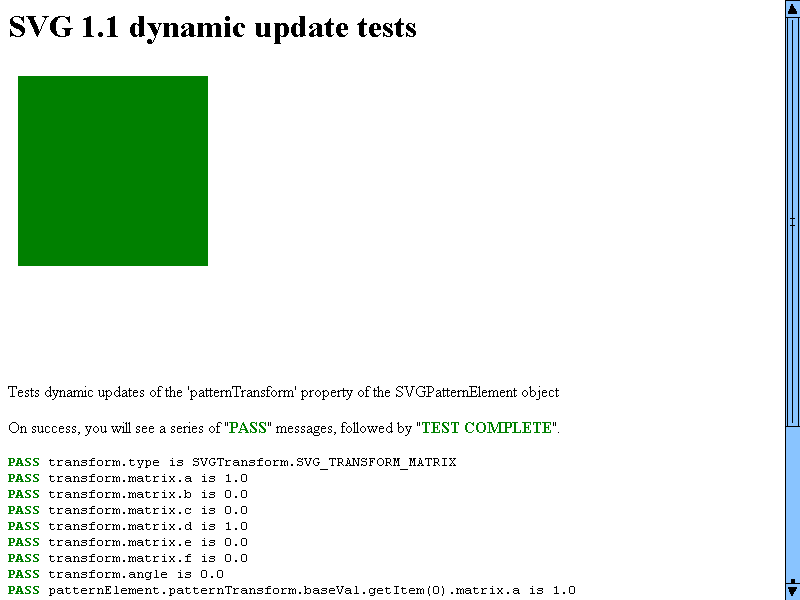 SVG 1.1 dynamic update tests
Tests dynamic updates of the 'patternTransform' property of the SVGPatternElement object
On success, you will see a series of "PASS" messages, followed by "TEST COMPLETE".
PASS transform.type is SVGTransform.SVG_TRANSFORM_MATRIX
PASS transform.matrix.a is 1.0
PASS transform.matrix.b is 0.0
PASS transform.matrix.c is 0.0
PASS transform.matrix.d is 1.0
PASS transform.matrix.e is 0.0
PASS transform.matrix.f is 0.0
PASS transform.angle is 0.0
PASS patternElement.patternTransform.baseVal.getItem(0).matrix.a is 1.0